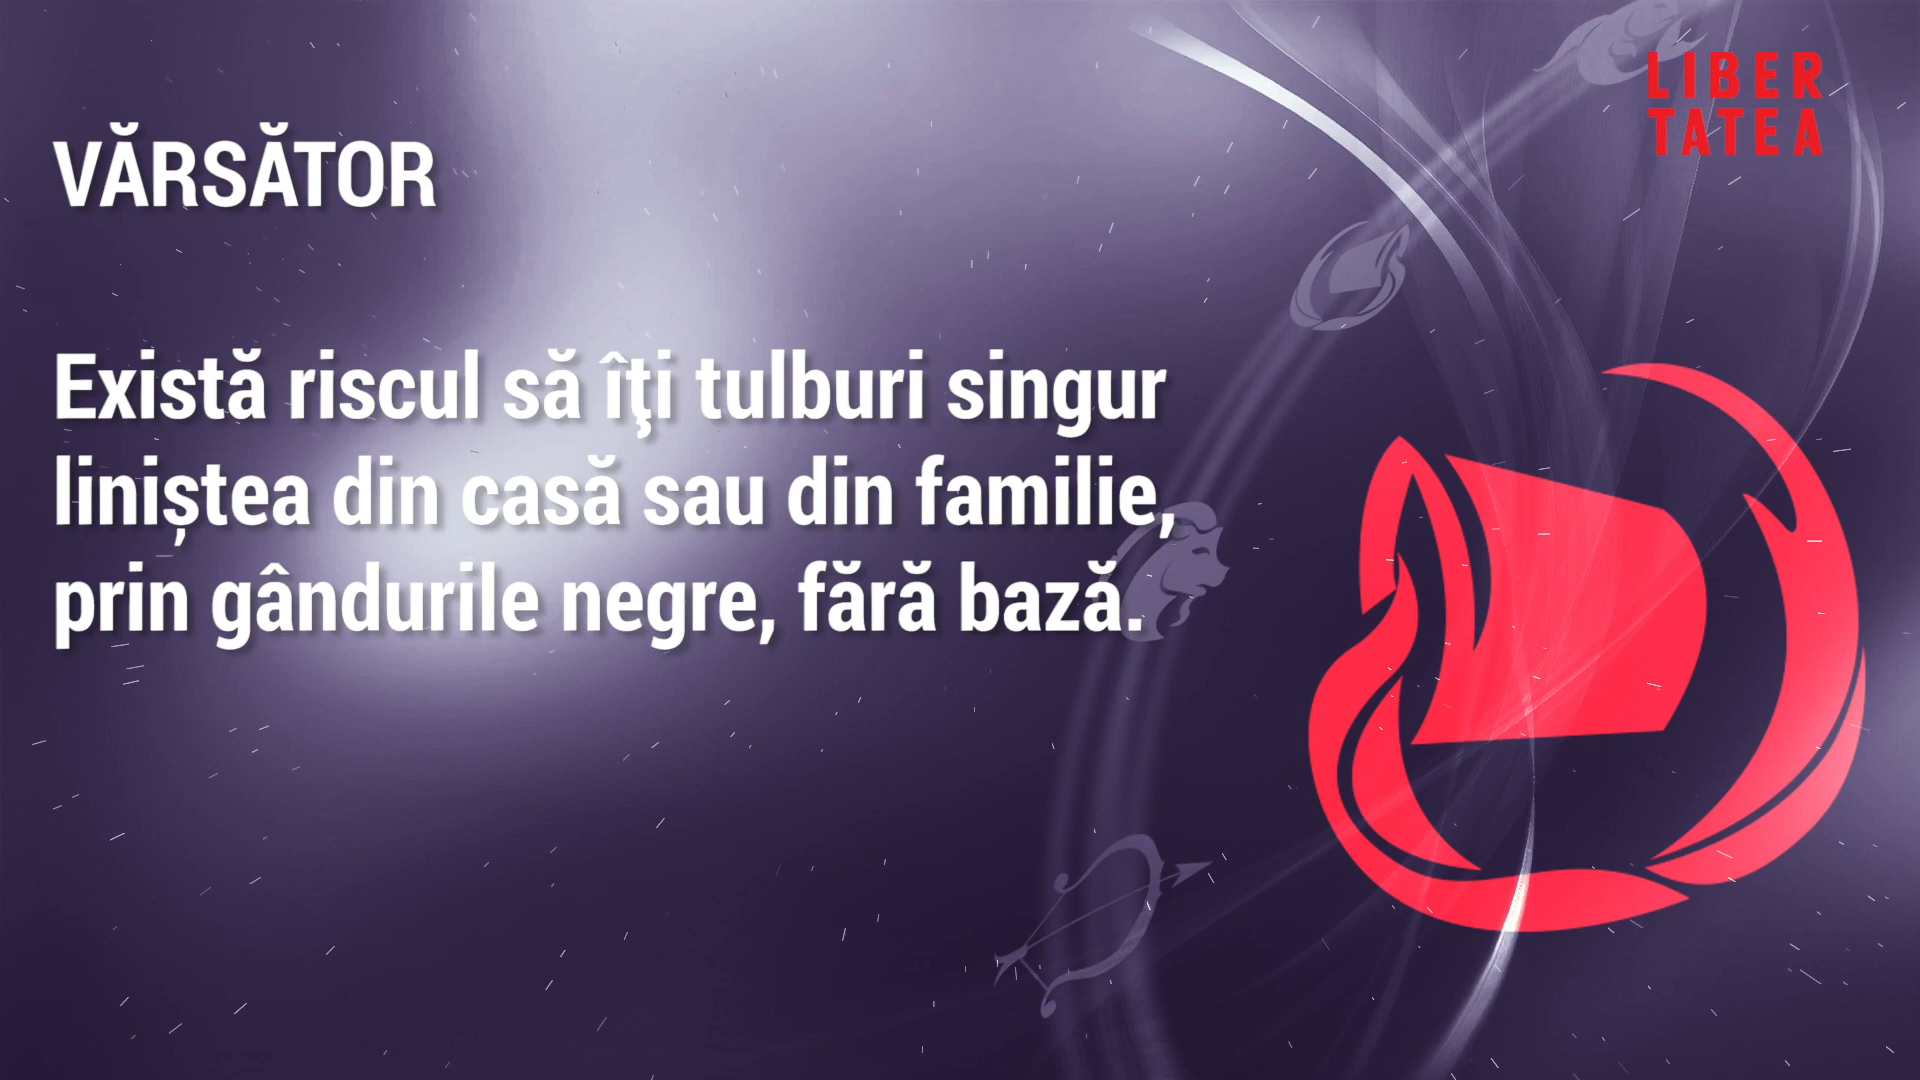 LIBER
TATEA
VĂRSĂTOR
Există riscul să îţi tulburi singur
liniștea din casă sau din familie,
prin gândurile negre, fără bază.